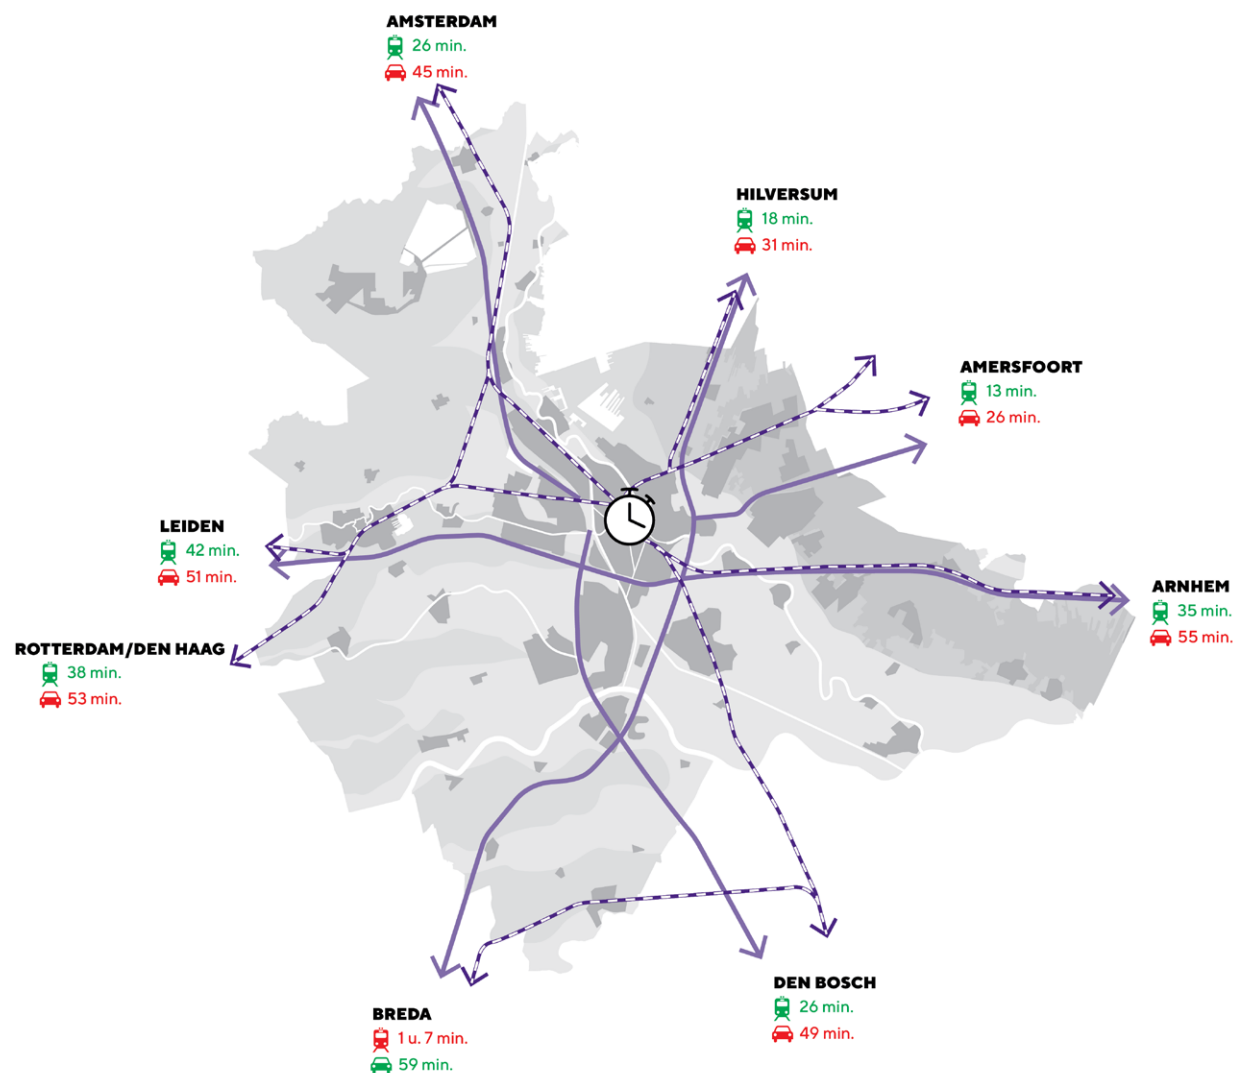 AMSTERDAM
26 min.
45 min.
HILVERSUM
18 min.
31 min.
AMERSFOORT
13 min.
26 min.
LEIDEN
42 min.
51 min.
ARNHEM
35 min.
55 min.
ROTTERDAM/DEN HAAG
38 min.
53 min.
DEN BOSCH
26 min.
49 min.
BREDA
1 u. 7 min.
59 min.